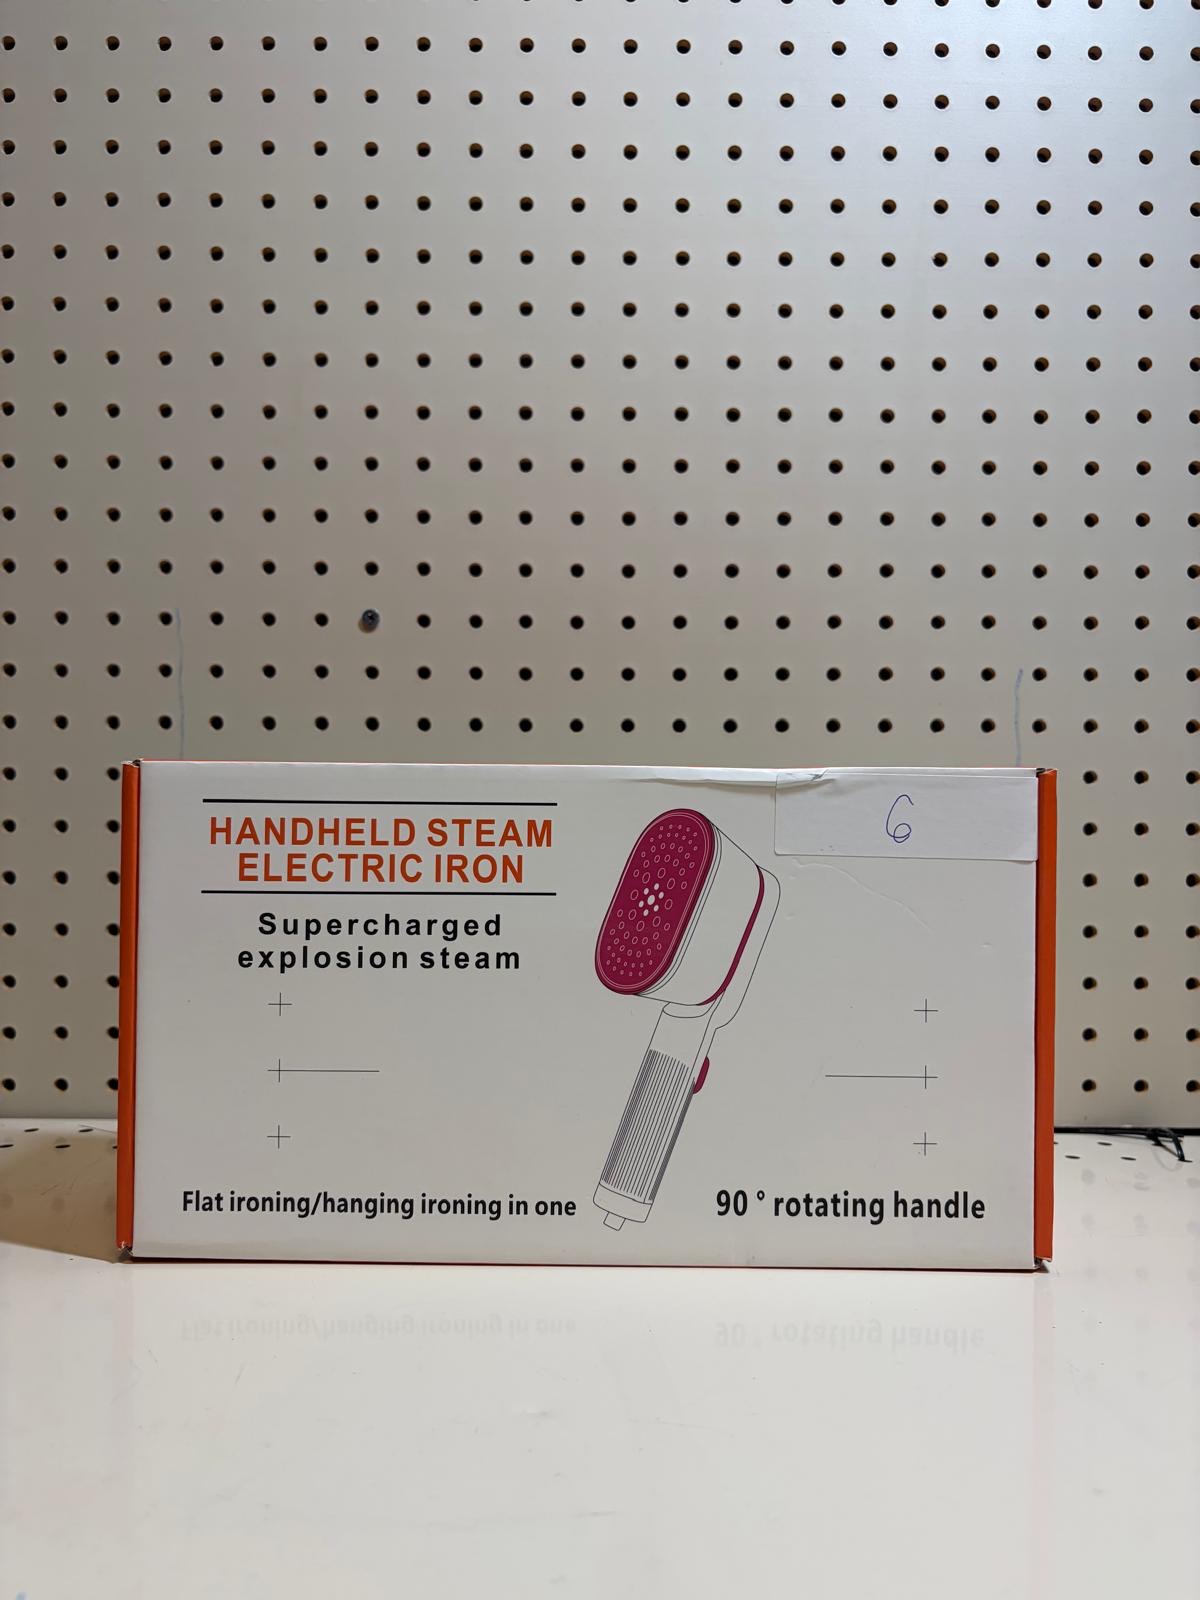 HANDHELD STEAM
ELECTRIC IRON
Supercharged
explosion steam
6
Flat ironing/hanging ironing in one
90 ° rotating handle